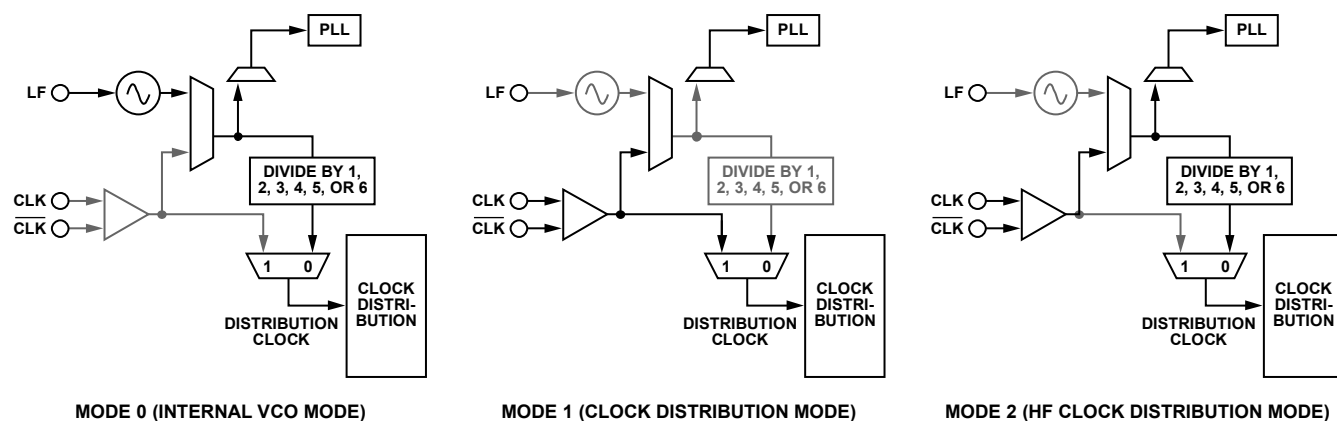 PLL
LF
DIVIDE BY 1,
2, 3, 4, 5, OR 6
CLK
CLK
1 0
CLOCK
DISTRI-
BUTION
DISTRIBUTION
CLOCK
MODE 0 (INTERNAL VCO MODE)
PLL
LF
DIVIDE BY 1,
2, 3, 4, 5, OR 6
CLK
CLK
1 0
CLOCK
DISTRI-
BUTION
DISTRIBUTION
CLOCK
MODE 1 (CLOCK DISTRIBUTION MODE)
PLL
LF
DIVIDE BY 1,
2, 3, 4, 5, OR 6
CLK
CLK
1 0
CLOCK
DISTRI-
BUTION
DISTRIBUTION
CLOCK
MODE 2 (HF CLOCK DISTRIBUTION MODE)